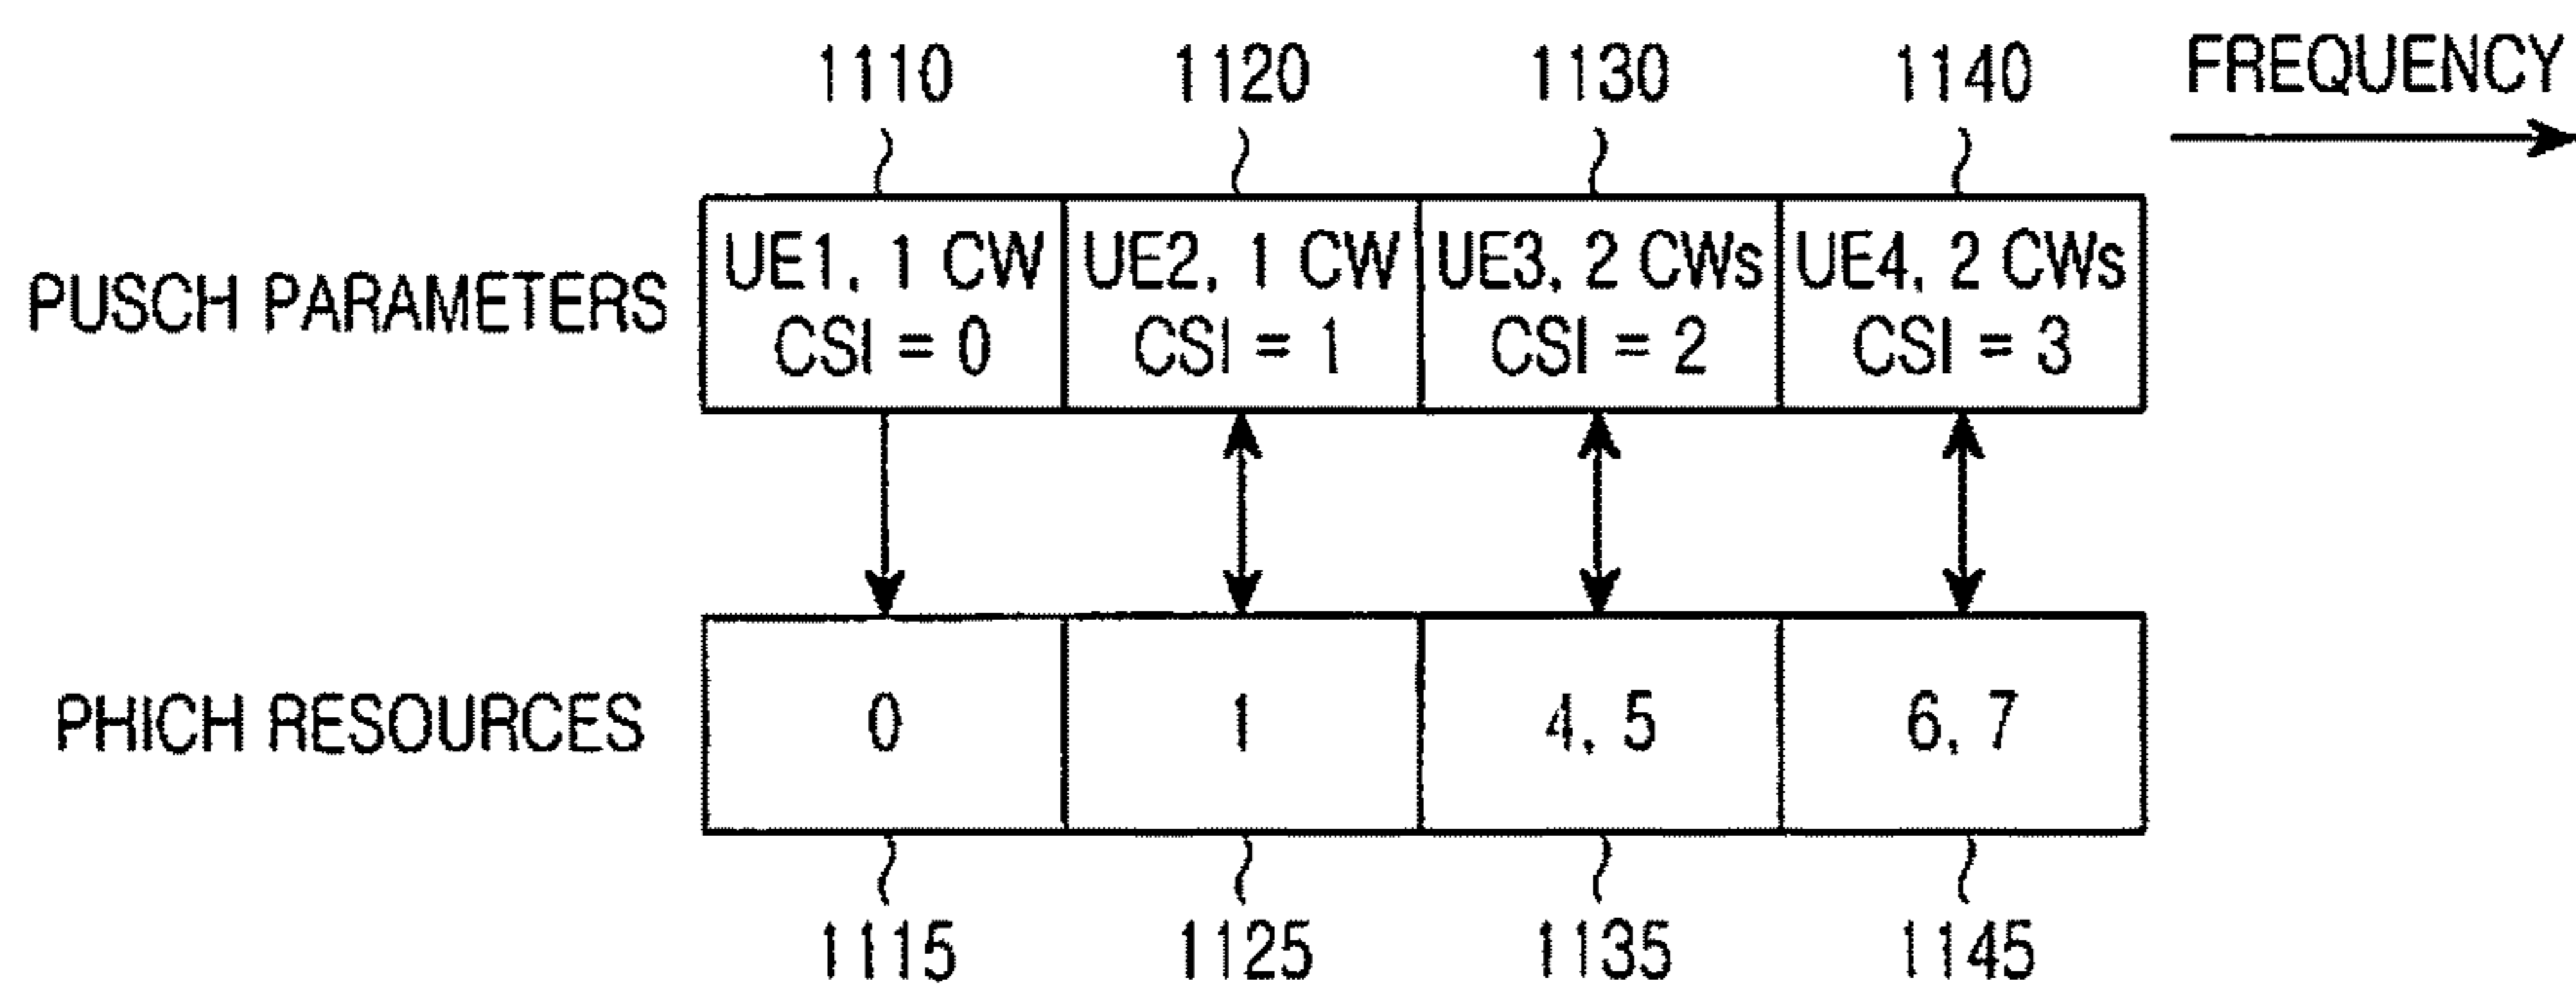 1110 1120 1130 1140 FREQUENCY
UE1, 1 CW UE2, 1 CW UE3, 2 CWs UE4, 2 CWs
PUSCH PARAMETERS
CSI = 0 CSI = 1 CSI = 2 CSI = 3
PHICH RESOURCES 0 1 4, 5 6, 7
1115 1125 1135 1145